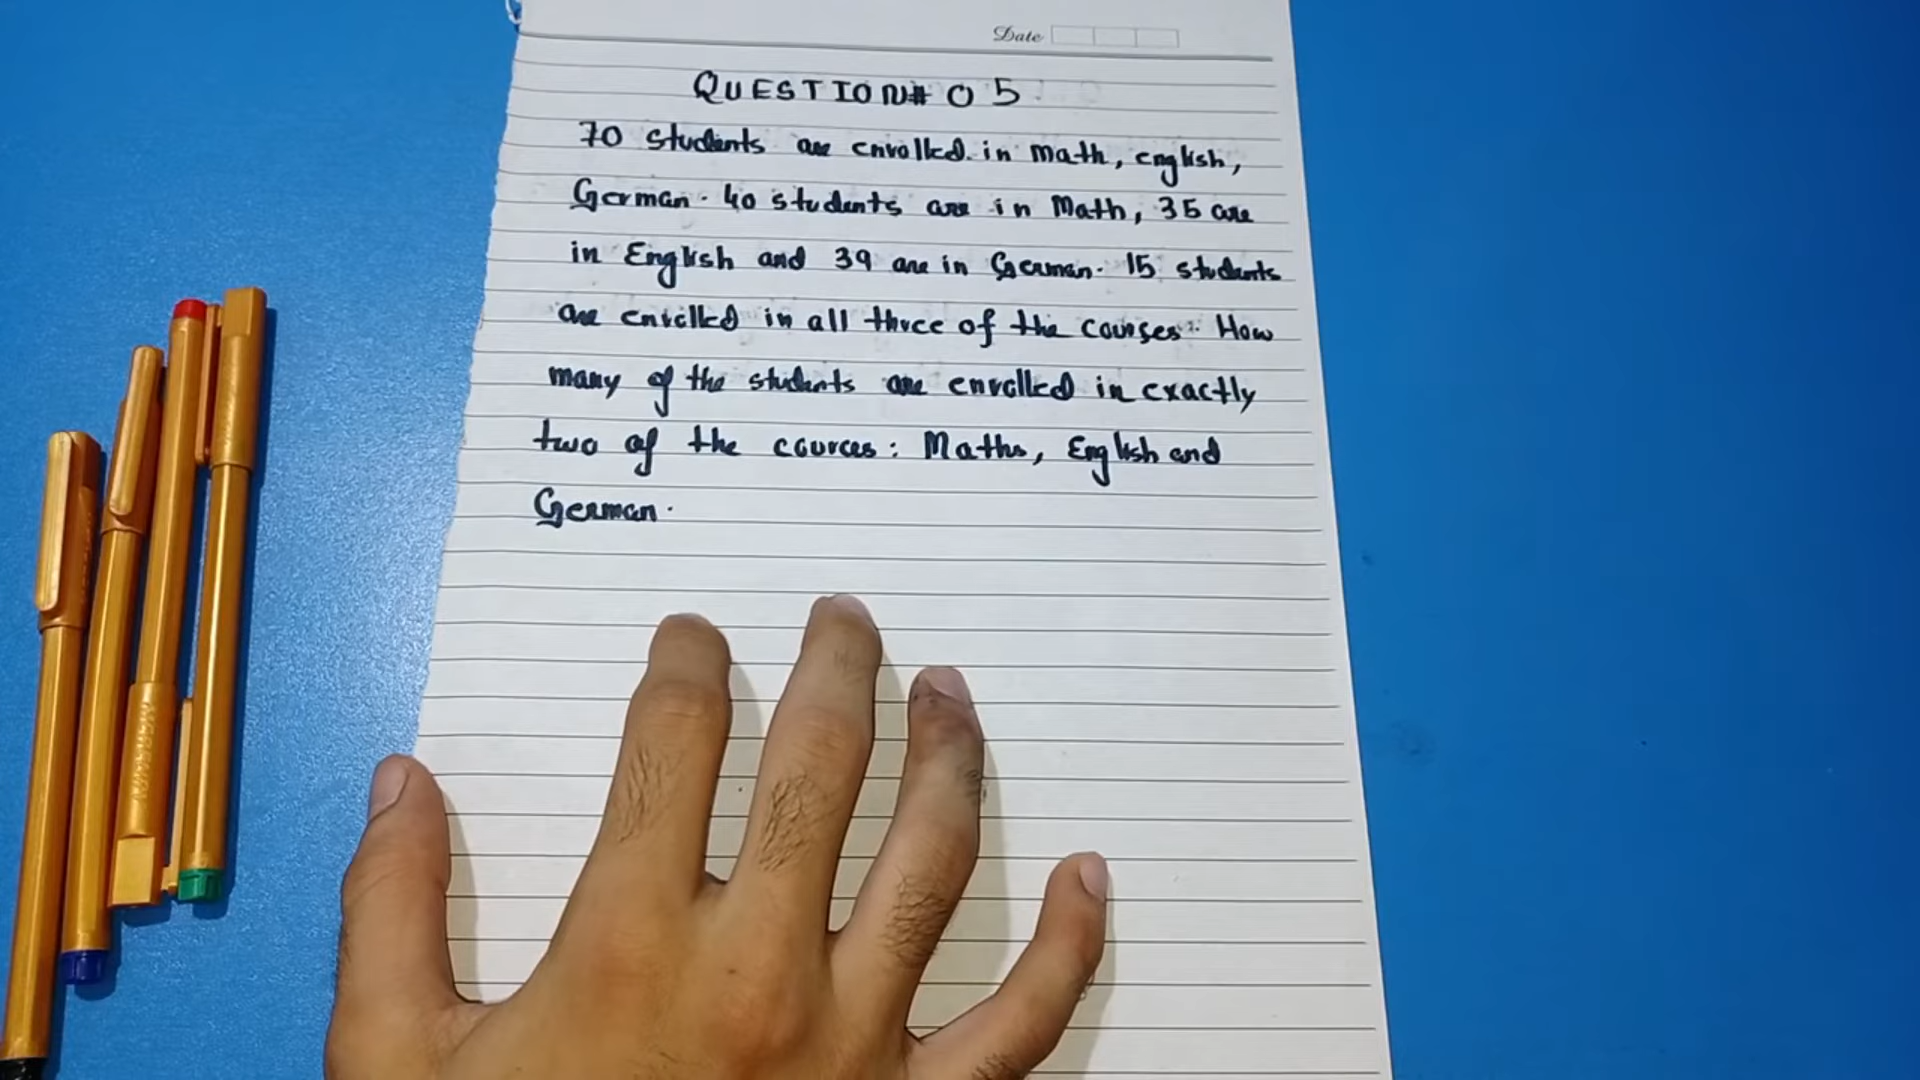 Date
QUESTION# 05
70 students are enrolled in math, english,
German. 40 students are in Math, 35 are
in English and 39 are in German. 15 students
are enrolled in all three of the courses. How
many of the students are enrolled in exactly
two of the cources: Maths, English and
German.